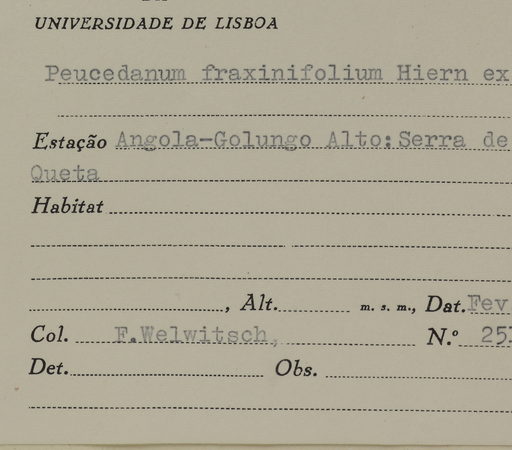 UNIVERSIDADE DE LISBOA
Peucedanum fraxinifolium Hiern ex
Estação Angola-Golungo Alto: Serra de
Queta
Habitat
, Alt. m. s. m., Dat. Fev
Col. F.Welwitsch, N.º 251
Det. Obs.